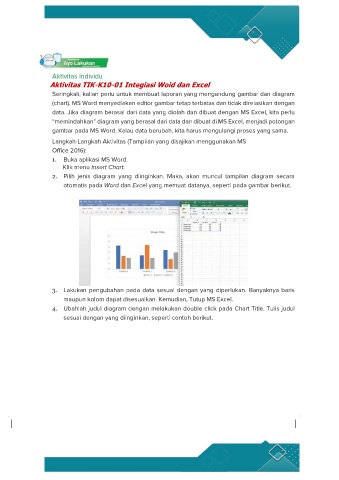 Ayo Lakukan
Aktivitas Individu
Aktivitas TIK-K10-01 Integiasi Woid dan Excel
Seringkali, kalian perlu untuk membuat laporan yang mengandung gambar dan diagram
(chart). MS Word menyediakan editor gambar tetapi terbatas dan tidak direlasikan dengan
data. Jika diagram berasal dari data yang diolah dan dibuat dengan MS Excel, kita perlu
"memindahkan" diagram yang berasal dari data dan dibuat di MS Excel, menjadi potongan
gambar pada MS Word. Kalau data berubah, kita harus mengulangi proses yang sama.
Langkah-Langkah Aktivitas (Tampilan yang disajikan menggunakan MS
Office 2016):
1. Buka aplikasi MS Word.
Klik menu Insert Chart.
2. Pilih jenis diagram yang diinginkan. Maka, akan muncul tampilan diagram secara
otomatis pada Word dan Excel yang memuat datanya, seperti pada gambar berikut.
Chart Title
3. Lakukan pengubahan pada data sesuai dengan yang diperlukan. Banyaknya baris
maupun kolom dapat disesuaikan. Kemudian, Tutup MS Excel.
4. Ubahlah judul diagram dengan melakukan double click pada Chart Title. Tulis judul
sesuai dengan yang diinginkan, seperti contoh berikut.